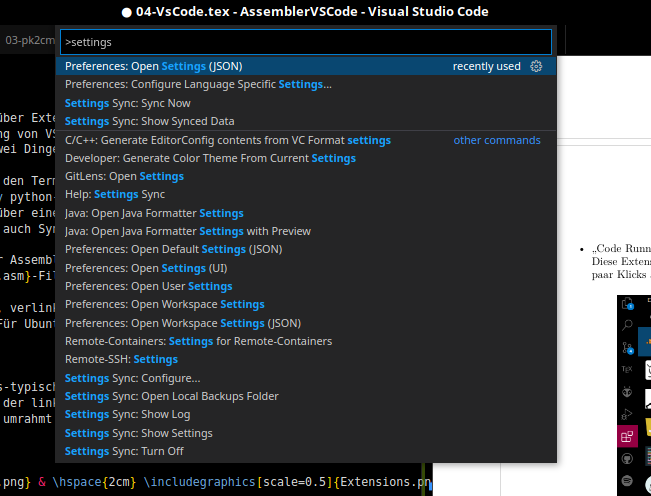 ● 04-VsCode.tex - AssemblerVSCode - Visual Studio Code
03-pk2cm
>settings
Preferences: Open Settings (JSON) recently used
Preferences: Configure Language Specific Settings...
Settings Sync: Sync Now
Settings Sync: Show Synced Data
C/C++: Generate EditorConfig contents from VC Format settings other commands
Developer: Generate Color Theme From Current Settings
GitLens: Open Settings
Help: Settings Sync
Java: Open Java Formatter Settings
Java: Open Java Formatter Settings with Preview
Preferences: Open Default Settings (JSON)
Preferences: Open Settings (UI)
Preferences: Open User Settings
Preferences: Open Workspace Settings
Preferences: Open Workspace Settings (JSON)
Remote-Containers: Settings for Remote-Containers
Remote-SSH: Settings
Settings Sync: Configure...
Settings Sync: Open Local Backups Folder
Settings Sync: Show Log
Settings Sync: Show Settings
Settings Sync: Turn Off
über Exte
ng von VS
wei Dinge
den Term
python-
über eine
auch Syn
r Assembl
.asm}-Fil
, verlink
Für Ubunt
s-typisch
der link
umrahmt
.png} & \hspace{2cm} \includegraphics[scale=0.5]{Extensions.pn
• „Code Runn
Diese Extens
paar Klicks